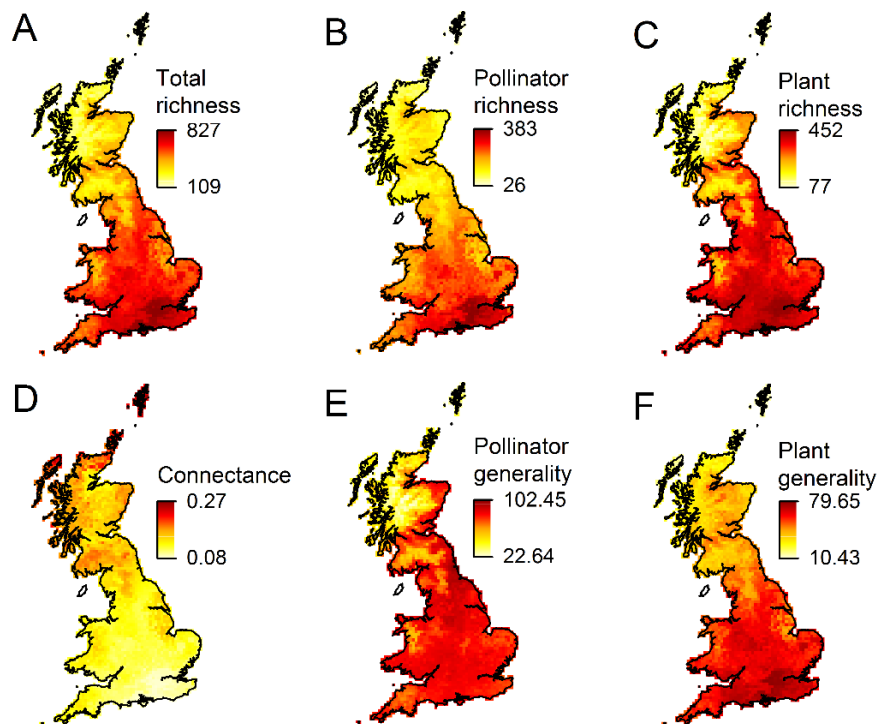 A
Total
richness
827
109
B
Pollinator
richness
383
26
C
Plant
richness
452
77
D
Connectance
0.27
0.08
E
Pollinator
generality
102.45
22.64
F
Plant
generality
79.65
10.43